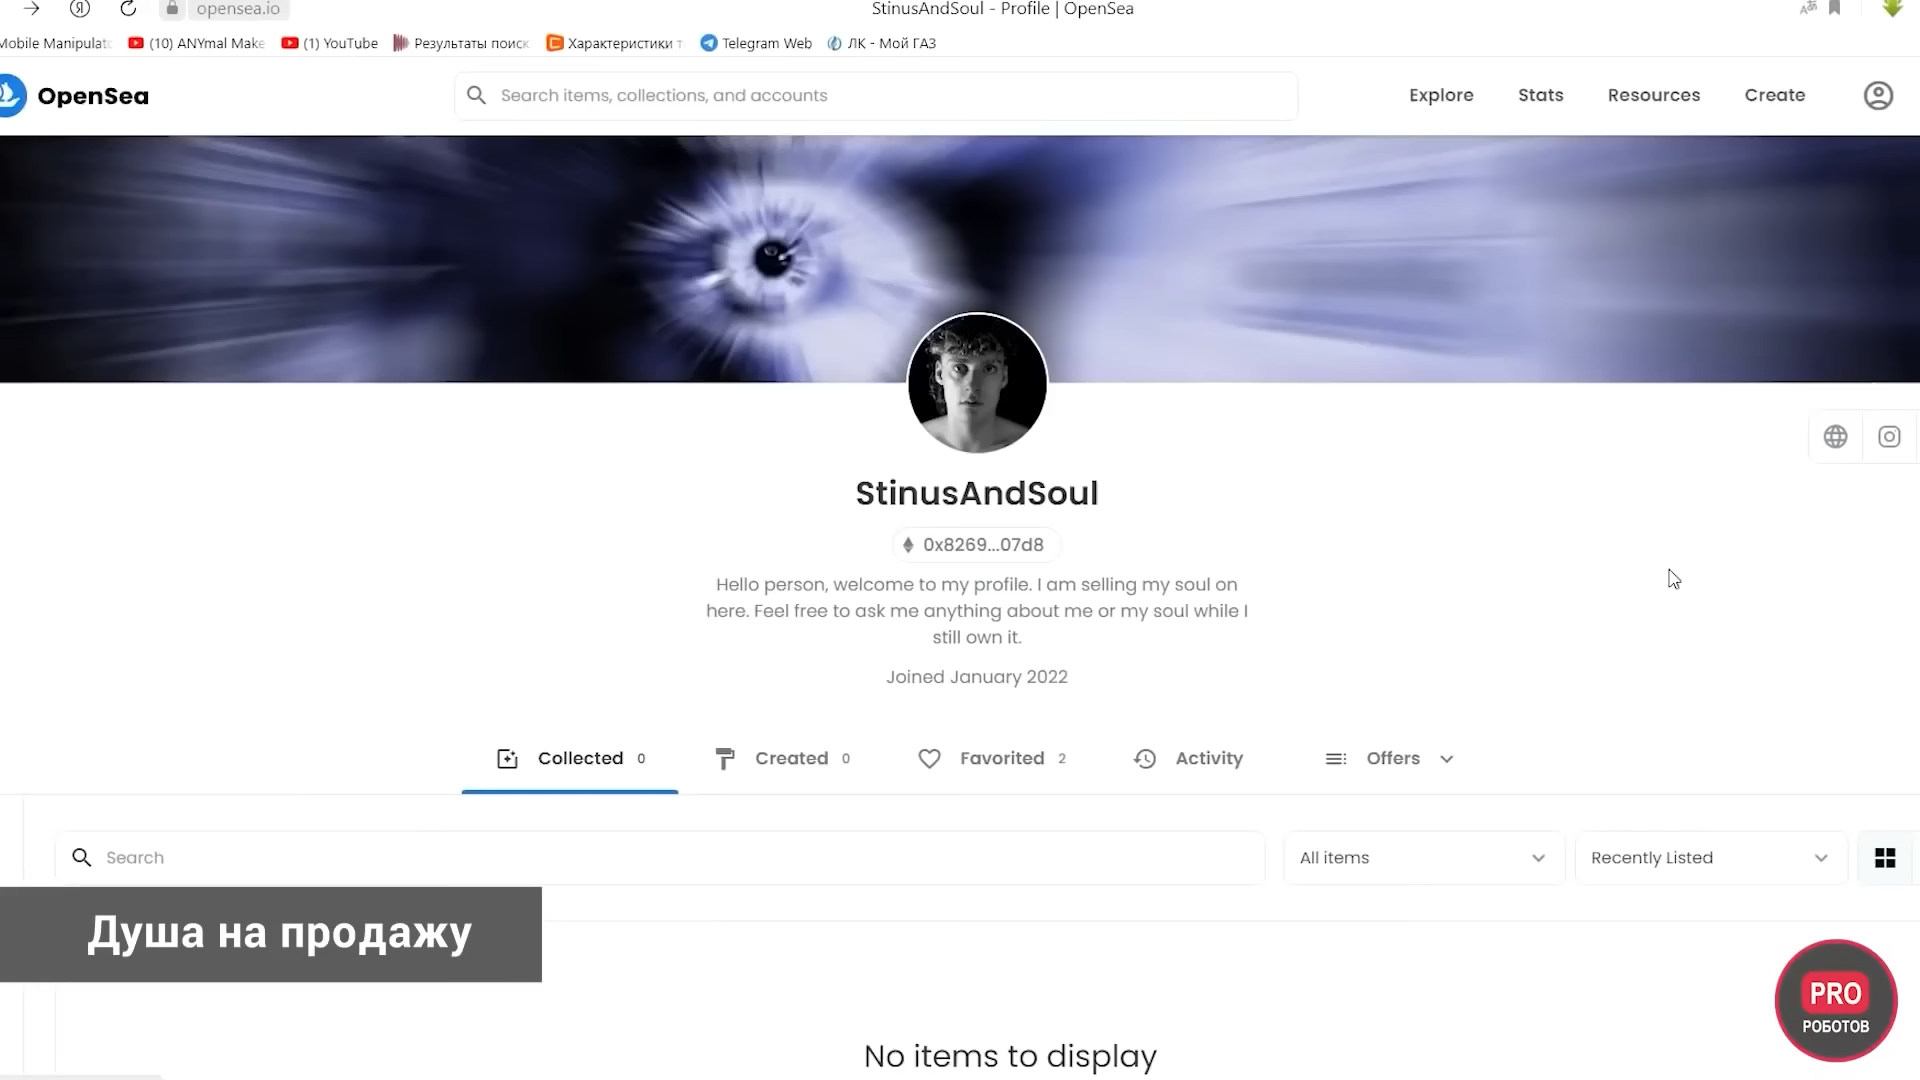 opensea.io
StinusAndSoul - Profile | OpenSea
Mobile Manipulato
(10) ANYmal Make
(1) YouTube
Результаты поиск
Характеристики т
Telegram Web
ЛК - Мой ГАЗ
OpenSea
Search items, collections, and accounts
Explore
Stats
Resources
Create
StinusAndSoul
0x8269...07d8
Hello person, welcome to my profile. I am selling my soul on
here. Feel free to ask me anything about me or my soul while I
still own it.
Joined January 2022
Collected 0
Created 0
Favorited 2
Activity
Offers
Search
All items
Recently Listed
Душа на продажу
No items to display
PRO
РОБОТОВ